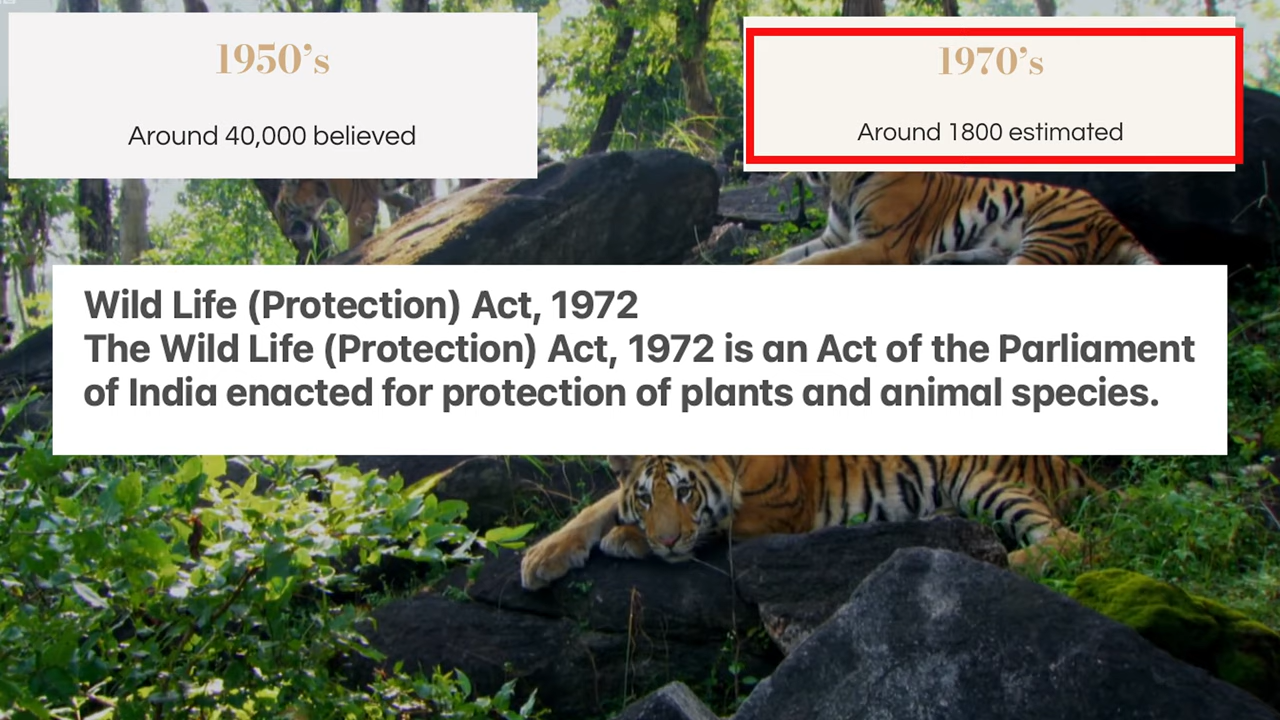 1950's
Around 40,000 believed
1970's
Around 1800 estimated
Wild Life (Protection) Act, 1972
The Wild Life (Protection) Act, 1972 is an Act of the Parliament
of India enacted for protection of plants and animal species.